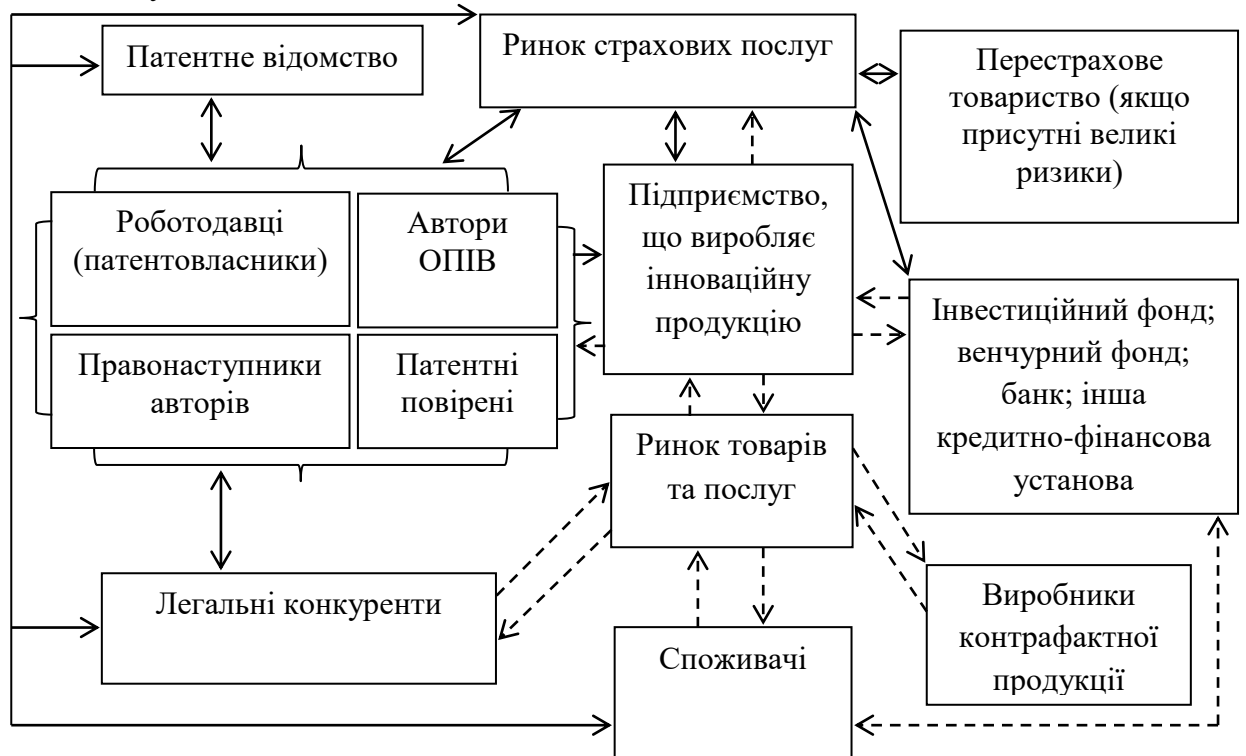 Патентне відомство
Ринок страхових послуг
Перестрахове
товариство (якщо
присутні великі
ризики)
Роботодавці
(патентовласники)
Автори
ОПІВ
Підприємство,
що виробляє
інноваційну
продукцію
Інвестиційний фонд;
венчурний фонд;
банк; інша
кредитно-фінансова
установа
Правонаступники
авторів
Патентні
повірені
Ринок товарів
та послуг
Легальні конкуренти
Виробники
контрафактної
продукції
Споживачі